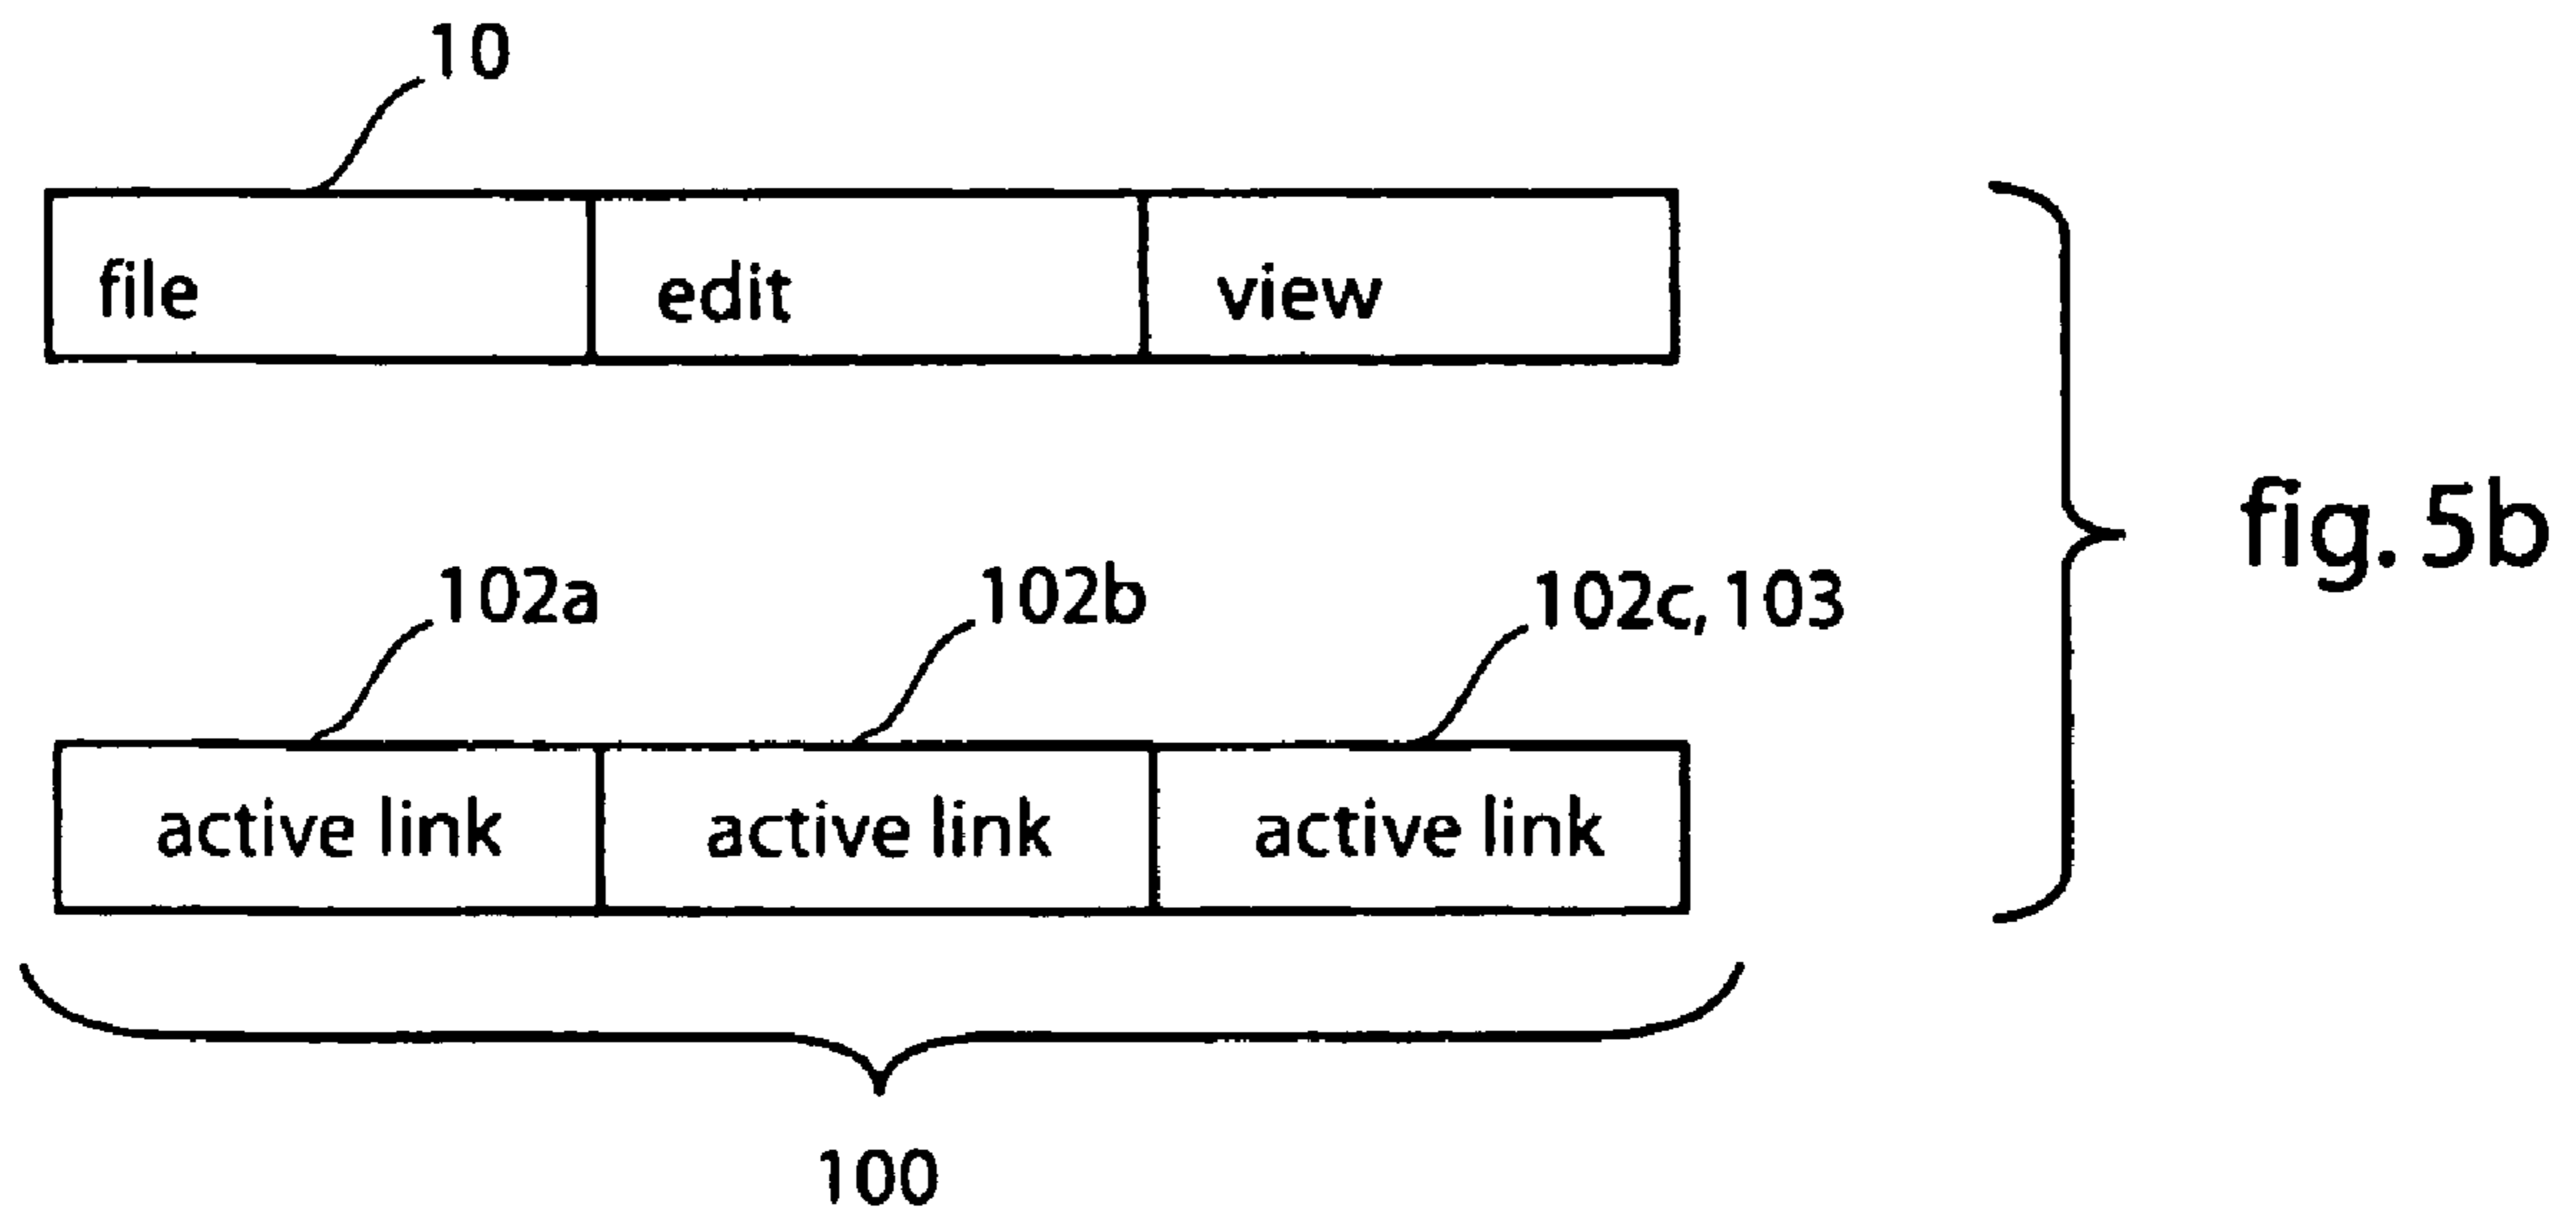 10
file edit view
fig. 5b
102a 102b 102c, 103
active link active link active link
100